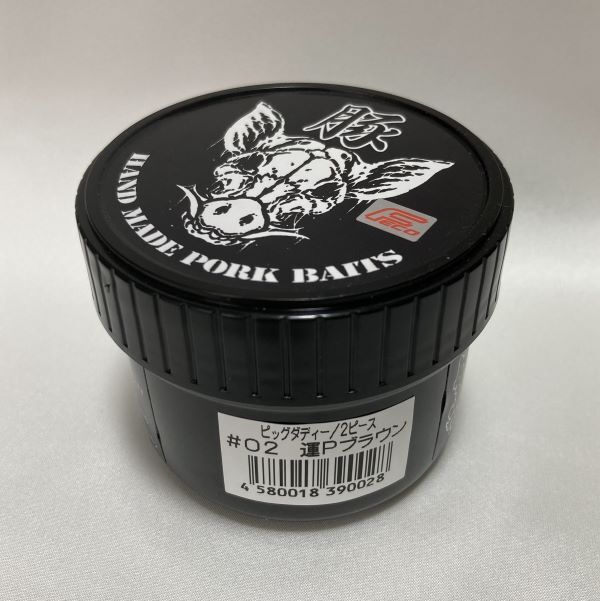 豚
HAND MADE PORK BAITS
ピッグダディー/2ピース
#02 運Pブラウン
4 580018 390028